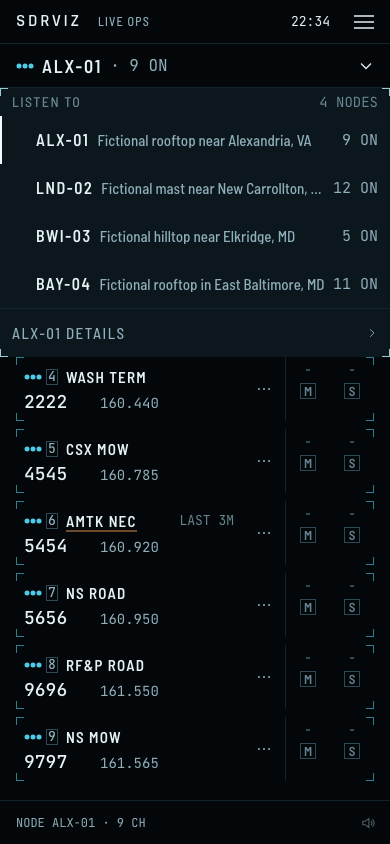 SDRVIZ LIVE OPS 22:34
ALX-01 · 9 ON
LISTEN TO 4 NODES
ALX-01 Fictional rooftop near Alexandria, VA 9 ON
LND-02 Fictional mast near New Carrollton, ... 12 ON
BWI-03 Fictional hilltop near Elkridge, MD 5 ON
BAY-04 Fictional rooftop in East Baltimore, MD 11 ON
ALX-01 DETAILS
4 WASH TERM - -
2222 160.440 ... M S
5 CSX MOW - -
4545 160.785 ... M S
6 AMTK NEC LAST 3M - -
5454 160.920 ... M S
7 NS ROAD - -
5656 160.950 ... M S
8 RF&P ROAD - -
9696 161.550 ... M S
9 NS MOW - -
9797 161.565 ... M S
NODE ALX-01 · 9 CH